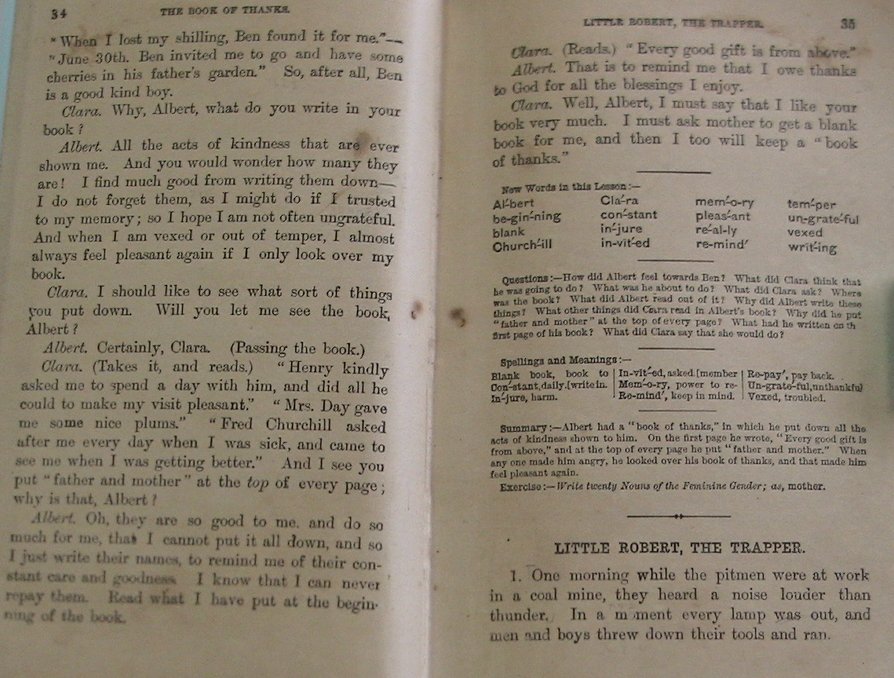 34 THE BOOK OF THANKS.
"When I lost my shilling, Ben found it for me."—
"June 30th. Ben invited me to go and have some
cherries in his father's garden." So, after all, Ben
is a good kind boy.
Clara. Why, Albert, what do you write in your
book?
Albert. All the acts of kindness that are ever
shown me. And you would wonder how many they
are! I find much good from writing them down—
I do not forget them, as I might do if I trusted
to my memory; so I hope I am not often ungrateful.
And when I am vexed or out of temper, I almost
always feel pleasant again if I only look over my
book.
Clara. I should like to see what sort of things
you put down. Will you let me see the book,
Albert?
Albert. Certainly, Clara. (Passing the book.)
Clara. (Takes it, and reads.) "Henry kindly
asked me to spend a day with him, and did all he
could to make my visit pleasant." "Mrs. Day gave
me some nice plums." "Fred Churchill asked
after me every day when I was sick, and came to
see me when I was getting better." And I see you
put "father and mother" at the top of every page;
why is that, Albert?
Albert. Oh, they are so good to me, and do so
much for me, that I cannot put it all down, and so
I just write their names, to remind me of their con-
stant care and goodness. I know that I can never
repay them. Read what I have put at the begin-
ning of the book.
LITTLE ROBERT, THE TRAPPER. 35
Clara. (Reads.) "Every good gift is from above."
Albert. That is to remind me that I owe thanks
to God for all the blessings I enjoy.
Clara. Well, Albert, I must say that I like your
book very much. I must ask mother to get a blank
book for me, and then I too will keep a "book
of thanks."
New Words in this Lesson:—
Al´-bert Cla´-ra mem´-o-ry tem´-per
be-gin´-ning con´-stant pleas´-ant un-grate´-ful
blank in´-jure re´-al-ly vexed
Church´-ill in-vit´-ed re-mind´ writ´-ing
Questions:—How did Albert feel towards Ben? What did Clara think that
he was going to do? What was he about to do? What did Clara ask? Where
was the book? What did Albert read out of it? Why did Albert write these
things? What other things did Clara read in Albert's book? Why did he put
"father and mother" at the top of every page? What had he written on th
first page of his book? What did Clara say that she would do?
Spellings and Meanings:—
Blank book, book to | In-vit´-ed, asked. [member | Re-pay´, pay back.
Con´-stant, daily. [write in. | Mem´-o-ry, power to re- | Un-grate´-ful, unthankful
In´-jure, harm. | Re-mind´, keep in mind. | Vexed, troubled.
Summary:—Albert had a "book of thanks," in which he put down all the
acts of kindness shown to him. On the first page he wrote, "Every good gift is
from above," and at the top of every page he put "father and mother." When
any one made him angry, he looked over his book of thanks, and that made him
feel pleasant again.
Exercise:—Write twenty Nouns of the Feminine Gender; as, mother.
LITTLE ROBERT, THE TRAPPER.
1. One morning while the pitmen were at work
in a coal mine, they heard a noise louder than
thunder. In a moment every lamp was out, and
men and boys threw down their tools and ran.